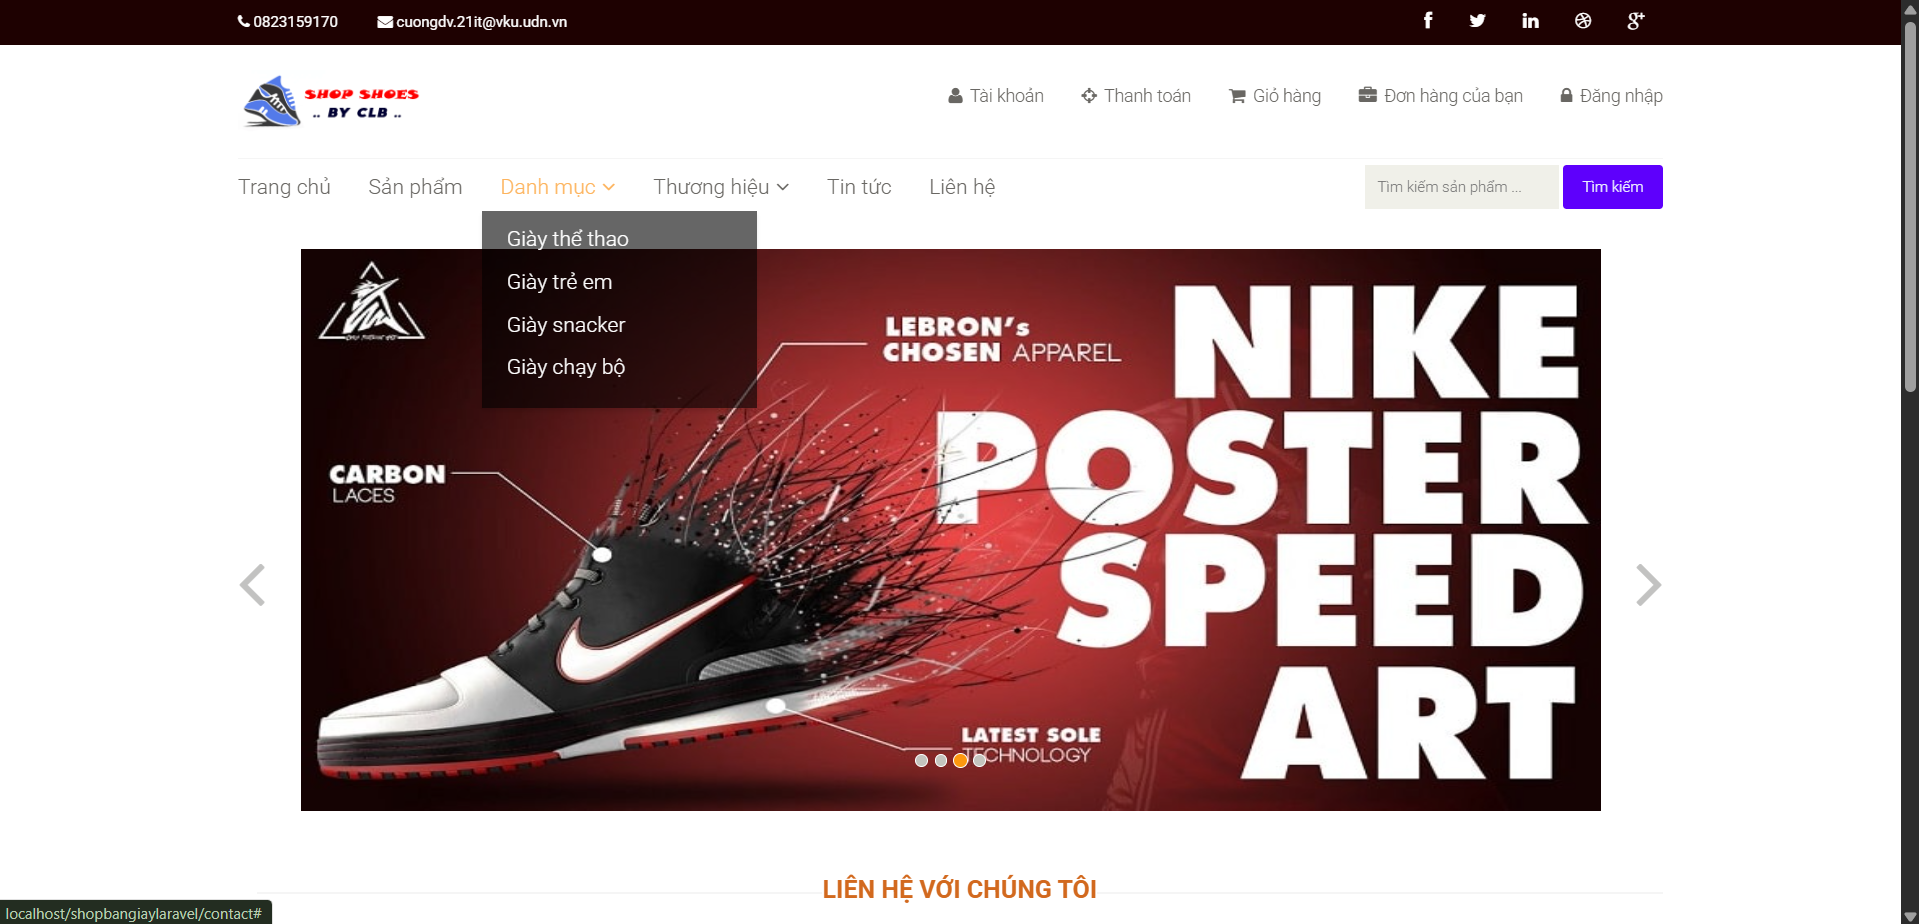 0823159170 cuongdv.21it@vku.udn.vn
SHOP SHOES
.. BY CLB ..
Tài khoản Thanh toán Giỏ hàng Đơn hàng của bạn Đăng nhập
Trang chủ Sản phẩm Danh mục Thương hiệu Tin tức Liên hệ Tìm kiếm sản phẩm ... Tìm kiếm
Giày thể thao
Giày trẻ em
Giày snacker
Giày chạy bộ
LEBRON's
CHOSEN APPAREL
NIKE
POSTER
SPEED
ART
CARBON
LACES
LATEST SOLE
TECHNOLOGY
LIÊN HỆ VỚI CHÚNG TÔI
localhost/shopbangiaylaravel/contact#